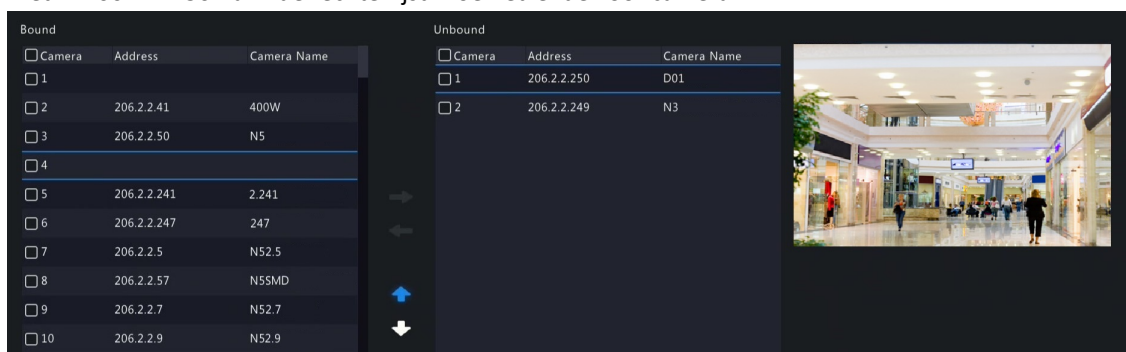 Bound
Camera Address Camera Name
1
2 206.2.2.41 400W
3 206.2.2.50 N5
4
5 206.2.2.241 2.241
6 206.2.2.247 247
7 206.2.2.5 N52.5
8 206.2.2.57 N5SMD
9 206.2.2.7 N52.7
10 206.2.2.9 N52.9
Unbound
Camera Address Camera Name
1 206.2.2.250 D01
2 206.2.2.249 N3